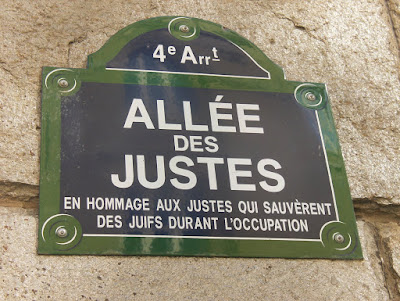 4e Arrt
ALLÉE
DES
JUSTES
EN HOMMAGE AUX JUSTES QUI SAUVÈRENT
DES JUIFS DURANT L'OCCUPATION